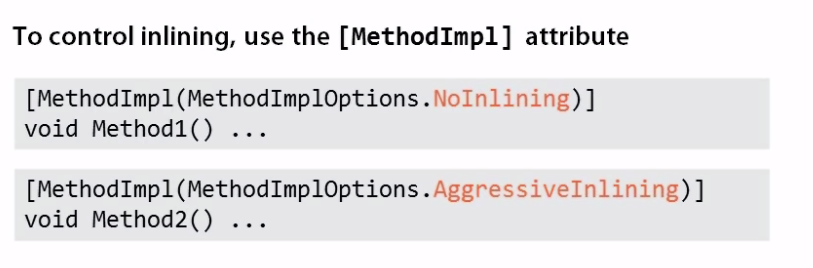 To control inlining, use the [MethodImpl] attribute
[MethodImpl(MethodImplOptions.NoInlining)]
void Method1() ...
[MethodImpl(MethodImplOptions.AggressiveInlining)]
void Method2() ...